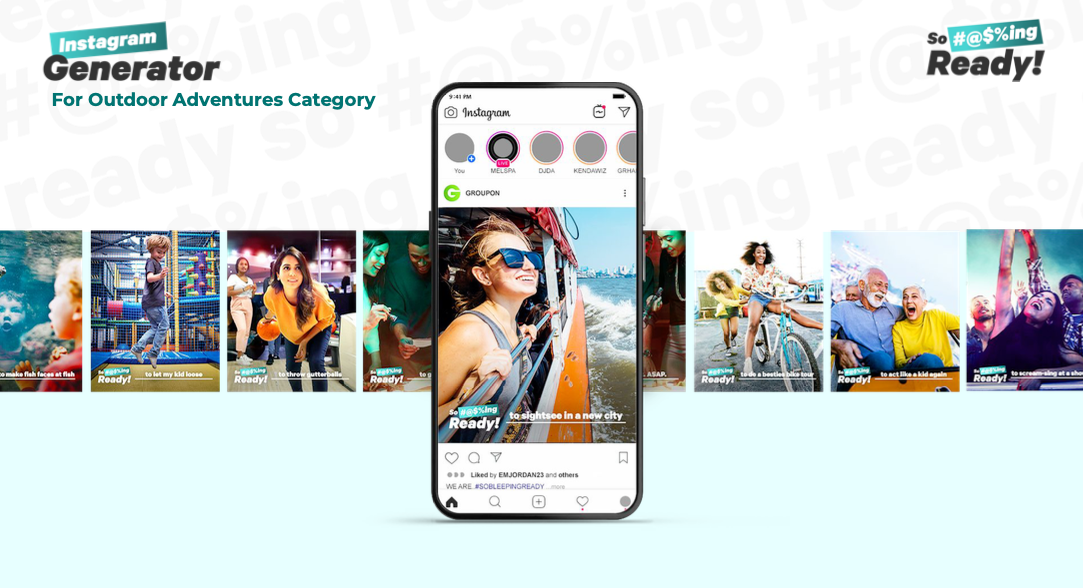 Instagram
Generator
For Outdoor Adventures Category
So #@$%ing
Ready!
ready so #@$%ing ready
9:41 PM
Instagram
LIVE
You
MELSPA
DJDA
KENDAWIZ
GRHA
GROUPON
to make fish faces at fish
So #@$%ing
Ready!
to let my kid loose
So #@$%ing
Ready!
to throw gutterballs
So #@$%ing
Ready!
So #@$%ing
Ready!
to sightsee in a new city
ASAP.
So #@$%ing
Ready!
to do a besties bike tour
So #@$%ing
Ready!
to act like a kid again
So #@$%ing
Ready!
to scream-sing at a show
Liked by EMJORDAN23 and others
WE ARE..#SOBLEEPINGREADY ...more